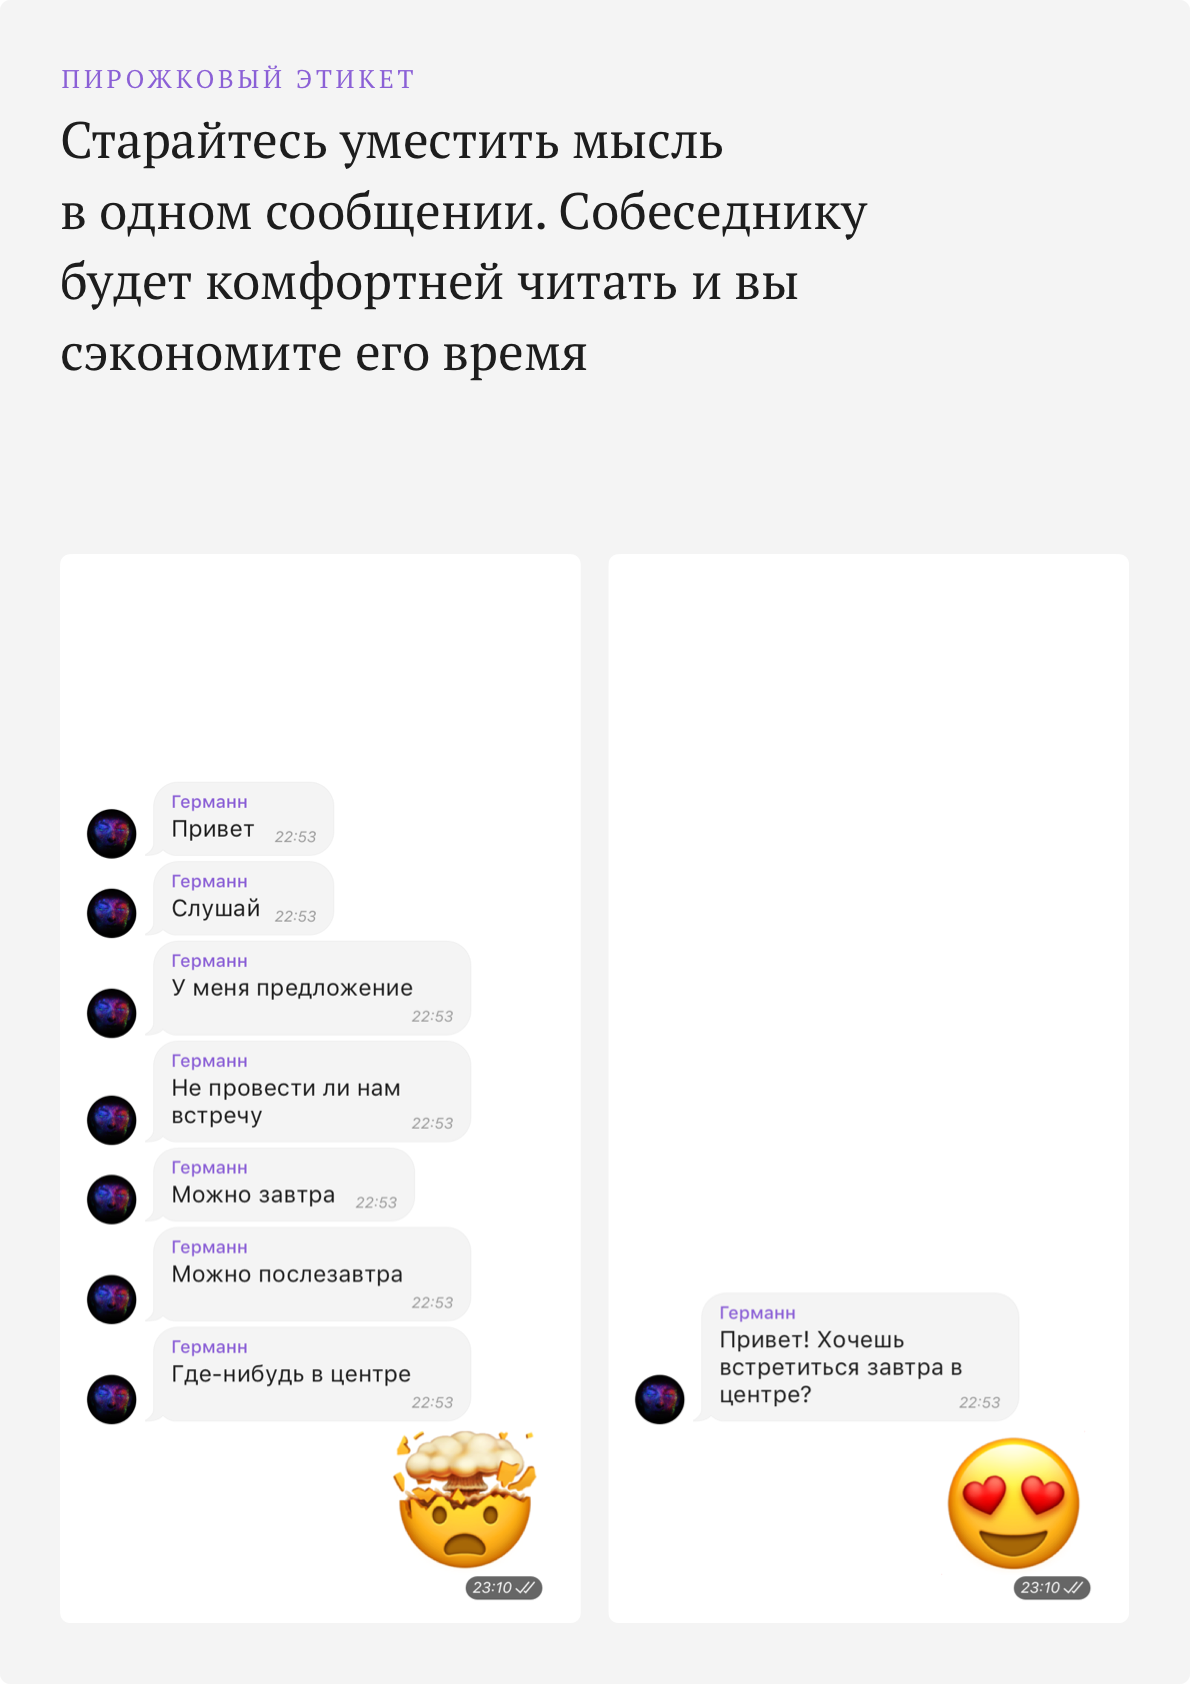 ПИРОЖКОВЫЙ ЭТИКЕТ
Старайтесь уместить мысль
в одном сообщении. Собеседнику
будет комфортней читать и вы
сэкономите его время
Германн
Привет 22:53
Германн
Слушай 22:53
Германн
У меня предложение
22:53
Германн
Не провести ли нам
встречу 22:53
Германн
Можно завтра 22:53
Германн
Можно послезавтра
22:53
Германн
Где-нибудь в центре
22:53
23:10
Германн
Привет! Хочешь
встретиться завтра в
центре? 22:53
23:10